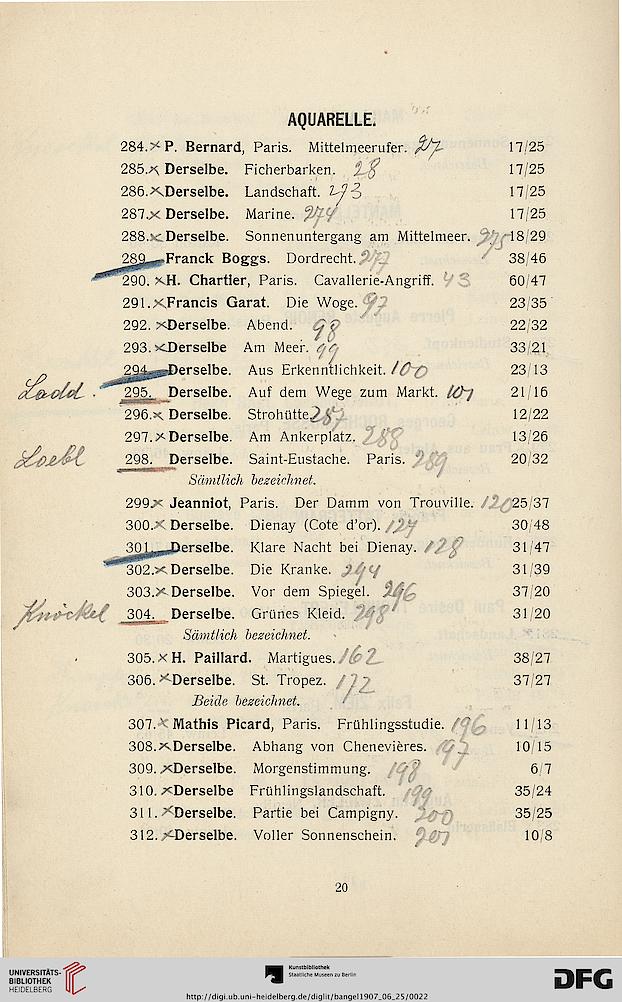 AQUARELLE.
284. × P. Bernard, Paris. Mittelmeerufer. 27 17/25
285. × Derselbe. Ficherbarken. 28 17/25
286. × Derselbe. Landschaft. 273 17/25
287. × Derselbe. Marine. 274 17/25
288. × Derselbe. Sonnenuntergang am Mittelmeer. 275 18/29
289 Franck Boggs. Dordrecht. 277 38/46
290. × H. Chartier, Paris. Cavallerie-Angriff. 43 60/47
291. × Francis Garat. Die Woge. 97 23/35
292. × Derselbe. Abend. 98 22/32
293. × Derselbe Am Meer. 99 33/21
294 Derselbe. Aus Erkenntlichkeit. 100 23/13
Ladd. 295. Derselbe. Auf dem Wege zum Markt. 101 21/16
296. × Derselbe. Strohütte 287 12/22
297. × Derselbe. Am Ankerplatz. 288 13/26
Loebl 298. Derselbe. Saint-Eustache. Paris. 289 20/32
Sämtlich bezeichnet.
299. × Jeanniot, Paris. Der Damm von Trouville. 120 25/37
300. × Derselbe. Dienay (Cote d'or). 127 30/48
301. Derselbe. Klare Nacht bei Dienay. 128 31/47
302. × Derselbe. Die Kranke. 294 31/39
303. × Derselbe. Vor dem Spiegel. 296 37/20
Knöckel 304. Derselbe. Grünes Kleid. 298 31/20
Sämtlich bezeichnet.
305. × H. Paillard. Martigues. 162 38/27
306. × Derselbe. St. Tropez. 172 37/27
Beide bezeichnet.
307. × Mathis Picard, Paris. Frühlingsstudie. 196 11/13
308. × Derselbe. Abhang von Chenevières. 197 10/15
309. × Derselbe. Morgenstimmung. 198 6/7
310. × Derselbe Frühlingslandschaft. 199 35/24
311. × Derselbe. Partie bei Campigny. 200 35/25
312. × Derselbe. Voller Sonnenschein. 201 10/8
20
UNIVERSITÄTS-
BIBLIOTHEK
HEIDELBERG
Kunstbibliothek
Staatliche Museen zu Berlin
http://digi.ub.uni-heidelberg.de/diglit/bangel1907_06_25/0022
DFG